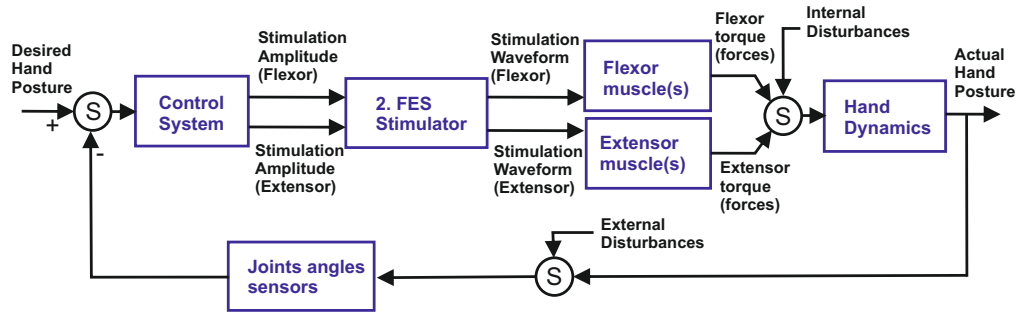 Desired
Hand
Posture
+
S
-
Control
System
Stimulation
Amplitude
(Flexor)
Stimulation
Amplitude
(Extensor)
2. FES
Stimulator
Stimulation
Waveform
(Flexor)
Stimulation
Waveform
(Extensor)
Flexor
muscle(s)
Extensor
muscle(s)
Flexor
torque
(forces)
Extensor
torque
(forces)
Internal
Disturbances
S
Hand
Dynamics
Actual
Hand
Posture
External
Disturbances
S
Joints angles
sensors